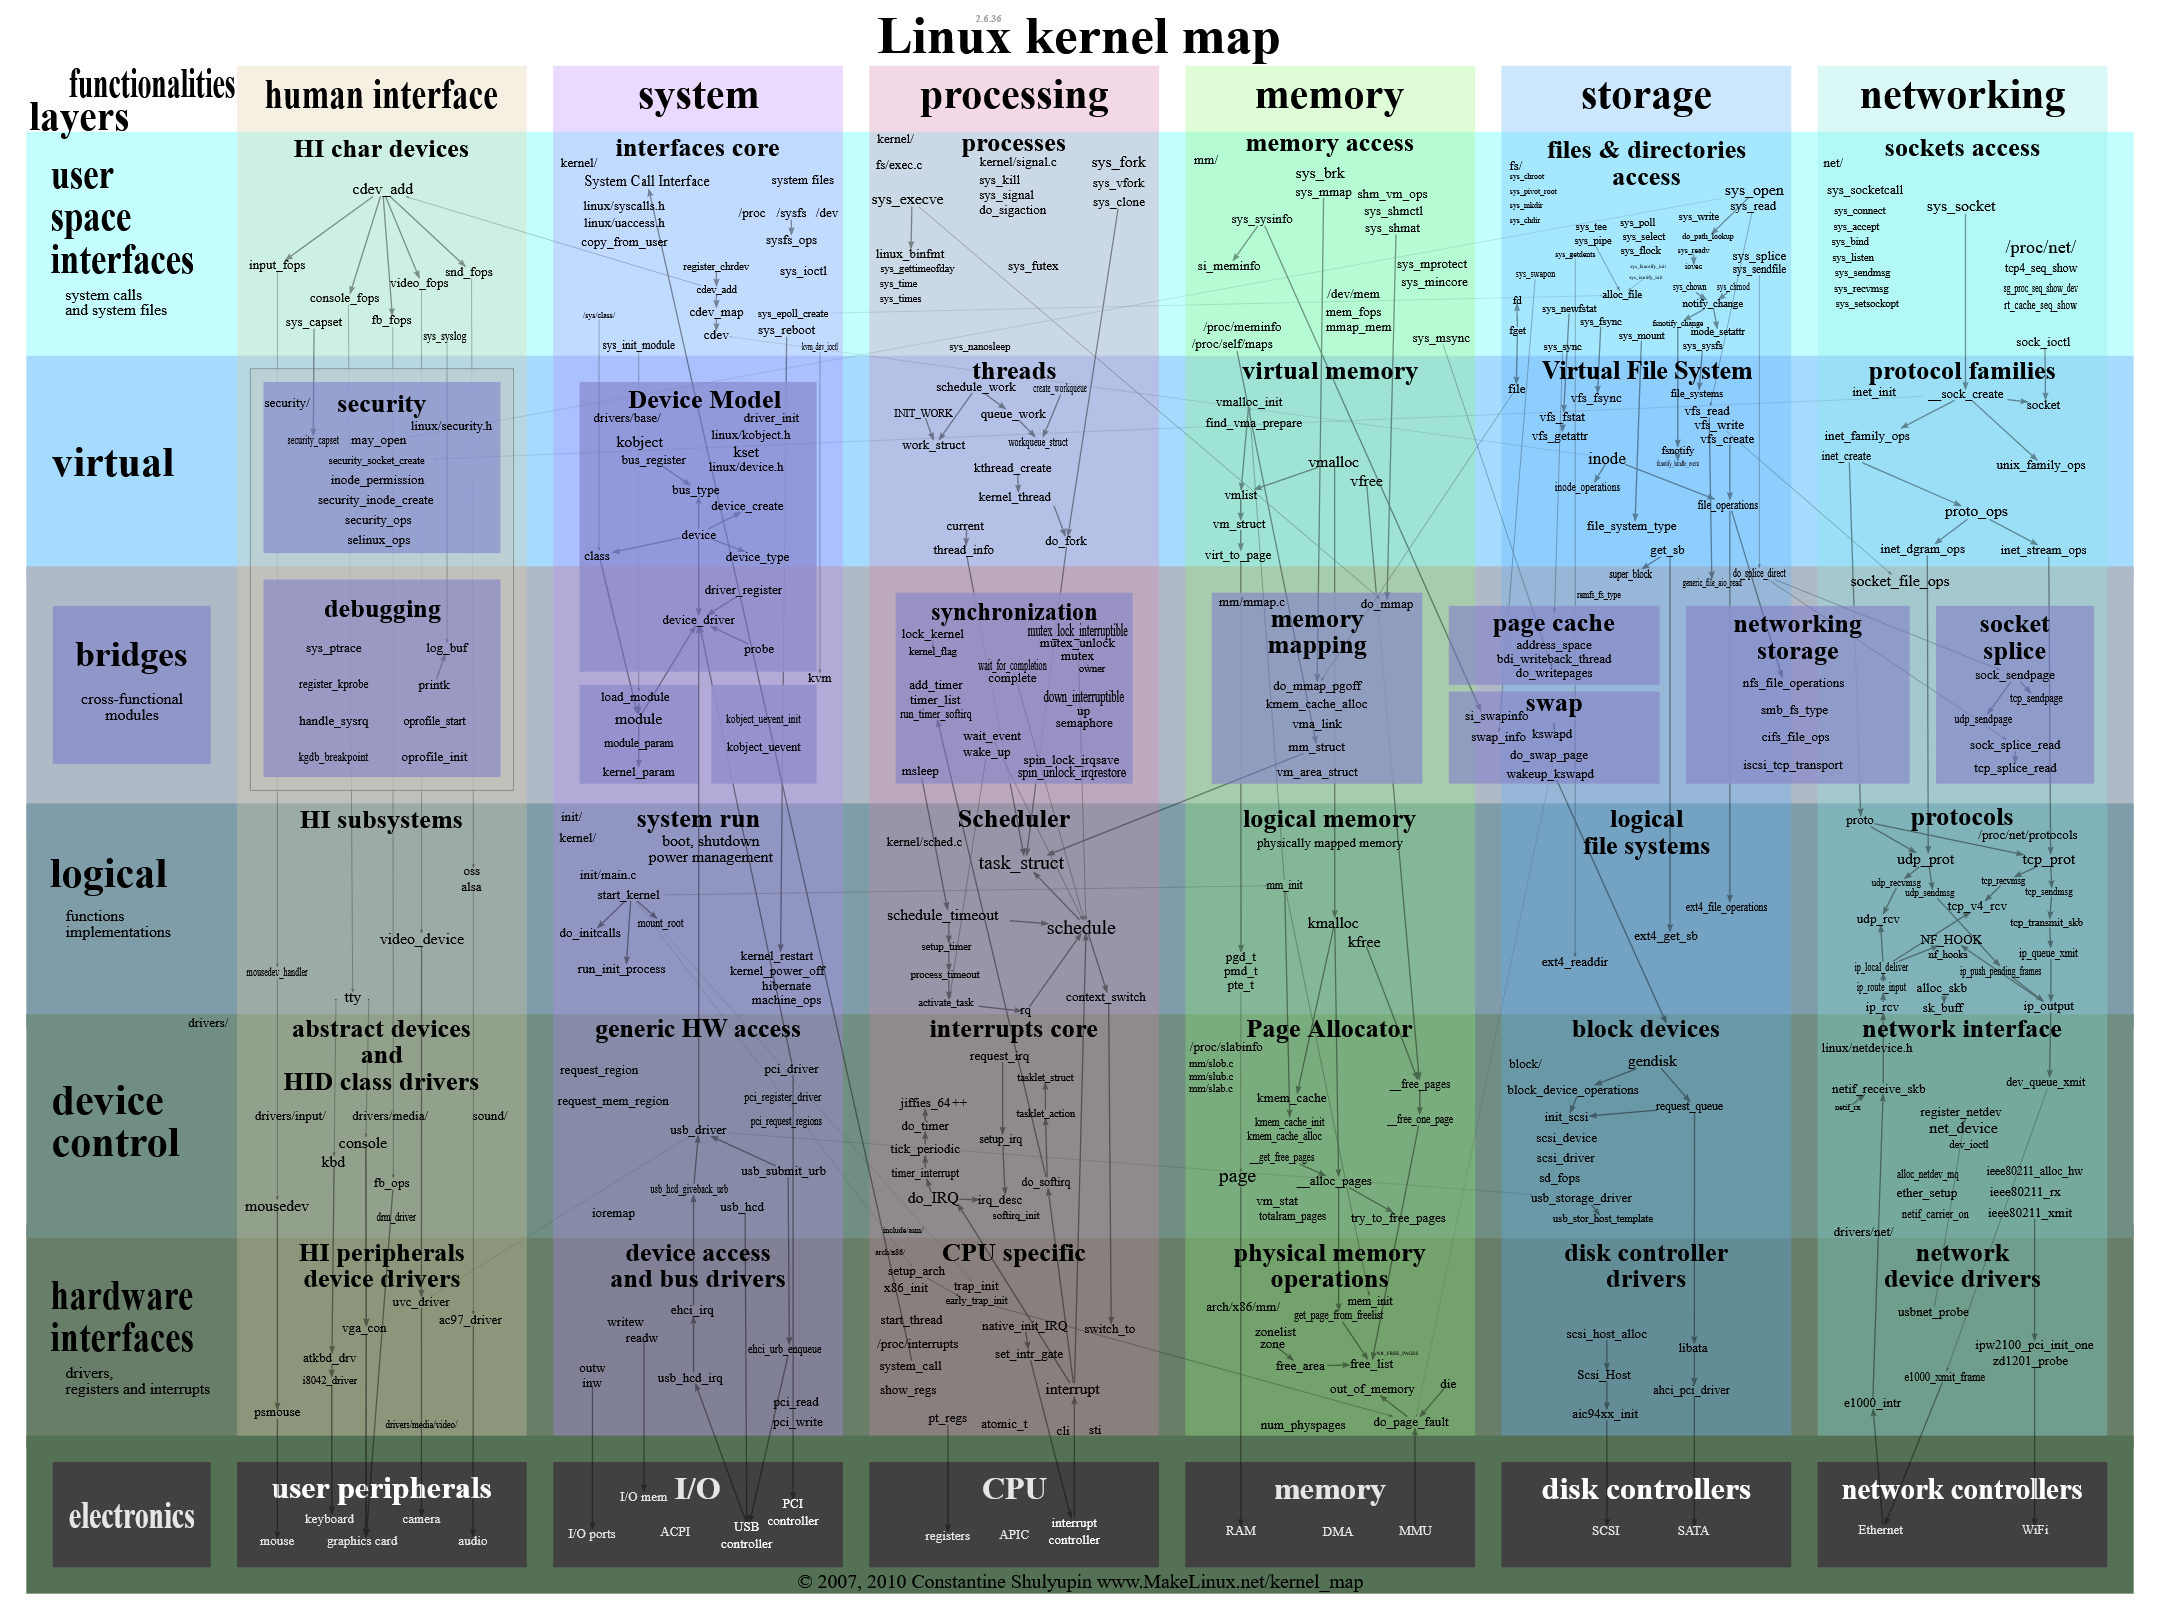 2.6.36
Linux kernel map
functionalities
layers
human interface
system
processing
memory
storage
networking
user
space
interfaces
system calls
and system files
HI char devices
cdev_add
input_fops
console_fops
video_fops
snd_fops
fb_fops
sys_capset
sys_syslog
interfaces core
kernel/
System Call Interface
system files
linux/syscalls.h
linux/uaccess.h
copy_from_user
/proc /sysfs /dev
sysfs_ops
register_chrdev
sys_ioctl
cdev_add
cdev_map
cdev
/sys/class/
sys_epoll_create
sys_reboot
sys_init_module
kvm_dev_ioctl
processes
kernel/
fs/exec.c
kernel/signal.c
sys_kill
sys_signal
do_sigaction
sys_fork
sys_vfork
sys_clone
sys_execve
linux_binfmt
sys_gettimeofday
sys_time
sys_times
sys_futex
sys_nanosleep
memory access
mm/
sys_brk
sys_mmap
shm_vm_ops
sys_shmctl
sys_shmat
sys_sysinfo
si_meminfo
sys_mprotect
sys_mincore
/dev/mem
mem_fops
mmap_mem
/proc/meminfo
/proc/self/maps
sys_msync
files & directories
access
fs/
sys_chroot
sys_pivot_root
sys_mkdir
sys_chdir
sys_open
sys_read
sys_write
sys_tee
sys_pipe
sys_getdents
sys_poll
sys_select
sys_flock
do_path_lookup
sys_readv
iovec
sys_splice
sys_sendfile
sys_swapon
sys_fanotify_init
sys_inotify_init
alloc_file
sys_chown
sys_chmod
notify_change
fd
fget
sys_newfstat
sys_fsync
fsnotify_change
inode_setattr
sys_mount
sys_sync
sys_sysfs
sockets access
net/
sys_socketcall
sys_connect
sys_accept
sys_bind
sys_listen
sys_sendmsg
sys_recvmsg
sys_setsockopt
sys_socket
/proc/net/
tcp4_seq_show
sg_proc_seq_show_dev
rt_cache_seq_show
sock_ioctl
virtual
security
security/
linux/security.h
security_capset
may_open
security_socket_create
inode_permission
security_inode_create
security_ops
selinux_ops
Device Model
drivers/base/
driver_init
linux/kobject.h
kobject
kset
bus_register
linux/device.h
bus_type
device_create
device
class
device_type
driver_register
device_driver
probe
kvm
threads
schedule_work
create_workqueue
INIT_WORK
queue_work
work_struct
workqueue_struct
kthread_create
kernel_thread
current
thread_info
do_fork
virtual memory
vmalloc_init
find_vma_prepare
vmalloc
vfree
vmlist
vm_struct
virt_to_page
Virtual File System
file
vfs_fsync
file_systems
vfs_fstat
vfs_getattr
vfs_read
vfs_write
vfs_create
fsnotify
inode
inode_operations
file_operations
file_system_type
get_sb
super_block
generic_file_aio_read
do_splice_direct
ramfs_fs_type
protocol families
inet_init
__sock_create
socket
inet_family_ops
inet_create
unix_family_ops
proto_ops
inet_dgram_ops
inet_stream_ops
socket_file_ops
bridges
cross-functional
modules
debugging
sys_ptrace
log_buf
register_kprobe
printk
handle_sysrq
oprofile_start
kgdb_breakpoint
oprofile_init
load_module
module
module_param
kernel_param
kobject_uevent_init
kobject_uevent
synchronization
lock_kernel
kernel_flag
mutex_lock_interruptible
mutex_unlock
mutex
owner
wait_for_completion
complete
add_timer
timer_list
run_timer_softirq
down_interruptible
up
semaphore
wait_event
wake_up
msleep
spin_lock_irqsave
spin_unlock_irqrestore
memory
mapping
mm/mmap.c
do_mmap
do_mmap_pgoff
kmem_cache_alloc
vma_link
mm_struct
vm_area_struct
page cache
address_space
bdi_writeback_thread
do_writepages
swap
si_swapinfo
swap_info
kswapd
do_swap_page
wakeup_kswapd
networking
storage
nfs_file_operations
smb_fs_type
cifs_file_ops
iscsi_tcp_transport
socket
splice
sock_sendpage
tcp_sendpage
udp_sendpage
sock_splice_read
tcp_splice_read
logical
functions
implementations
HI subsystems
oss
alsa
video_device
mousedev_handler
tty
system run
init/
kernel/
boot, shutdown
power management
init/main.c
start_kernel
do_initcalls
mount_root
run_init_process
kernel_restart
kernel_power_off
hibernate
machine_ops
Scheduler
kernel/sched.c
task_struct
schedule_timeout
schedule
setup_timer
process_timeout
activate_task
rq
context_switch
logical memory
physically mapped memory
mm_init
kmalloc
kfree
pgd_t
pmd_t
pte_t
logical
file systems
ext4_file_operations
ext4_get_sb
ext4_readdir
protocols
proto
/proc/net/protocols
udp_prot
tcp_prot
udp_recvmsg
udp_sendmsg
tcp_recvmsg
tcp_sendmsg
udp_rcv
tcp_v4_rcv
tcp_transmit_skb
NF_HOOK
nf_hooks
ip_queue_xmit
ip_local_deliver
ip_push_pending_frames
ip_route_input
alloc_skb
ip_rcv
sk_buff
ip_output
device
control
drivers/
abstract devices
and
HID class drivers
drivers/input/
drivers/media/
sound/
console
kbd
fb_ops
mousedev
drm_driver
generic HW access
request_region
pci_driver
request_mem_region
pci_register_driver
pci_request_regions
usb_driver
usb_submit_urb
usb_hcd_giveback_urb
ioremap
usb_hcd
interrupts core
request_irq
tasklet_struct
jiffies_64++
do_timer
tasklet_action
tick_periodic
setup_irq
timer_interrupt
do_softirq
do_IRQ
irq_desc
softirq_init
include/asm/
Page Allocator
/proc/slabinfo
mm/slob.c
mm/slub.c
mm/slab.c
__free_pages
kmem_cache
kmem_cache_init
kmem_cache_alloc
__free_one_page
__get_free_pages
page
__alloc_pages
vm_stat
totalram_pages
try_to_free_pages
block devices
block/
gendisk
block_device_operations
request_queue
init_scsi
scsi_device
scsi_driver
sd_fops
usb_storage_driver
usb_stor_host_template
network interface
linux/netdevice.h
netif_receive_skb
netif_rx
dev_queue_xmit
register_netdev
net_device
dev_ioctl
alloc_netdev_mq
ether_setup
netif_carrier_on
ieee80211_alloc_hw
ieee80211_rx
ieee80211_xmit
drivers/net/
hardware
interfaces
drivers,
registers and interrupts
HI peripherals
device drivers
uvc_driver
ac97_driver
vga_con
atkbd_drv
i8042_driver
psmouse
drivers/media/video/
device access
and bus drivers
ehci_irq
writew
readw
ehci_urb_enqueue
outw
inw
usb_hcd_irq
pci_read
pci_write
CPU specific
arch/x86/
setup_arch
x86_init
trap_init
early_trap_init
start_thread
native_init_IRQ
switch_to
/proc/interrupts
set_intr_gate
system_call
show_regs
interrupt
pt_regs
atomic_t
cli
sti
physical memory
operations
arch/x86/mm/
mem_init
get_page_from_freelist
zonelist
zone
NR_FREE_PAGES
free_area
free_list
out_of_memory
die
num_physpages
do_page_fault
disk controller
drivers
scsi_host_alloc
libata
Scsi_Host
ahci_pci_driver
aic94xx_init
network
device drivers
usbnet_probe
ipw2100_pci_init_one
zd1201_probe
e1000_xmit_frame
e1000_intr
electronics
user peripherals
keyboard
camera
mouse
graphics card
audio
I/O
I/O mem
PCI
controller
I/O ports
ACPI
USB
controller
CPU
registers
APIC
interrupt
controller
memory
RAM
DMA
MMU
disk controllers
SCSI
SATA
network controllers
Ethernet
WiFi
© 2007, 2010 Constantine Shulyupin www.MakeLinux.net/kernel_map